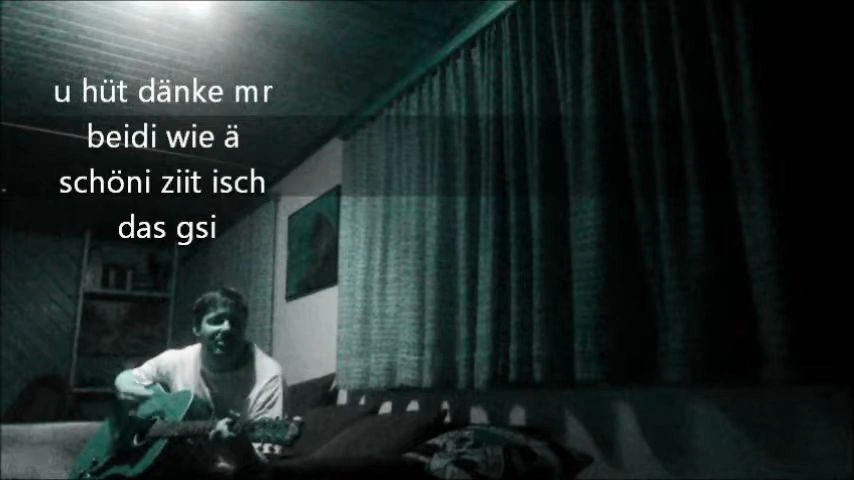 u hüt dänke mr
beidi wie ä
schöni ziit isch
das gsi